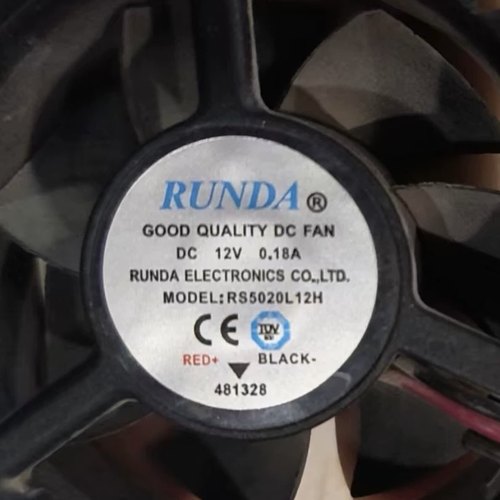 RUNDA ®
GOOD QUALITY DC FAN
DC 12V 0.18A
RUNDA ELECTRONICS CO.,LTD.
MODEL:RS5020L12H
CE TÜV
RED+ BLACK-
481328